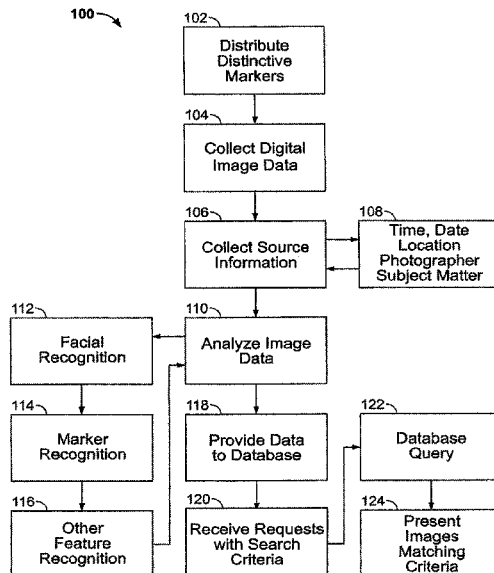 100
102
Distribute
Distinctive
Markers
104
Collect Digital
Image Data
106
Collect Source
Information
108
Time, Date
Location
Photographer
Subject Matter
110
Analyze Image
Data
112
Facial
Recognition
114
Marker
Recognition
116
Other
Feature
Recognition
118
Provide Data
to Database
120
Receive Requests
with Search
Criteria
122
Database
Query
124
Present
Images
Matching
Criteria